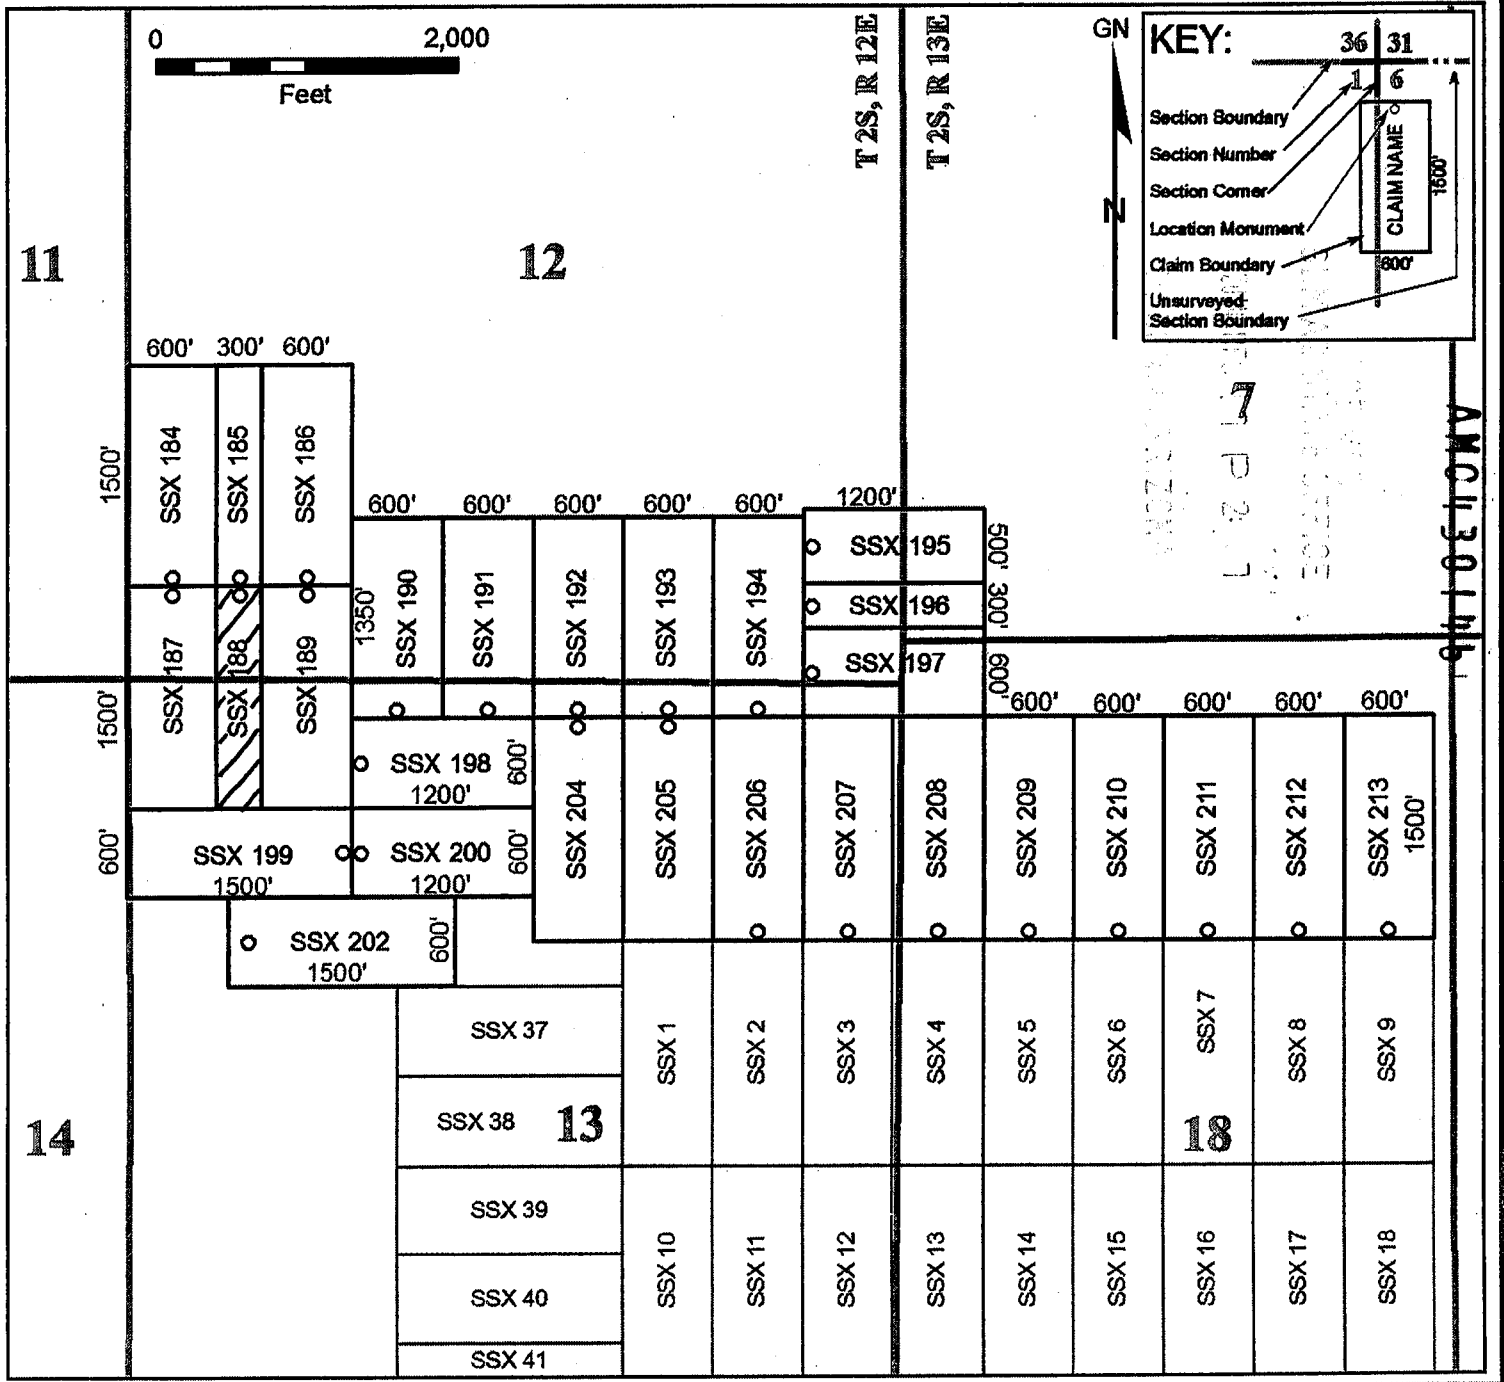 0 2,000
Feet
T 2S, R 12E
T 2S, R 13E
GN
N
KEY:
36 31
1 6
Section Boundary
Section Number
Section Corner
Location Monument
Claim Boundary
Unsurveyed
Section Boundary
CLAIM NAME
1500'
600'
11
12
7
600' 300' 600'
1500'
SSX 184
SSX 185
SSX 186
600' 600' 600' 600' 600' 1200'
1350'
SSX 190
SSX 191
SSX 192
SSX 193
SSX 194
SSX 195
500'
SSX 196
300'
SSX 197
600'
1500'
SSX 187
SSX 188
SSX 189
600' 600' 600' 600' 600'
SSX 198
1200'
600'
600'
SSX 199
1500'
SSX 200
1200'
600'
SSX 204
SSX 205
SSX 206
SSX 207
SSX 208
SSX 209
SSX 210
SSX 211
SSX 212
SSX 213
1500'
SSX 202
1500'
600'
SSX 37
SSX 1
SSX 2
SSX 3
SSX 4
SSX 5
SSX 6
SSX 7
SSX 8
SSX 9
SSX 38
13
14
18
SSX 39
SSX 40
SSX 41
SSX 10
SSX 11
SSX 12
SSX 13
SSX 14
SSX 15
SSX 16
SSX 17
SSX 18